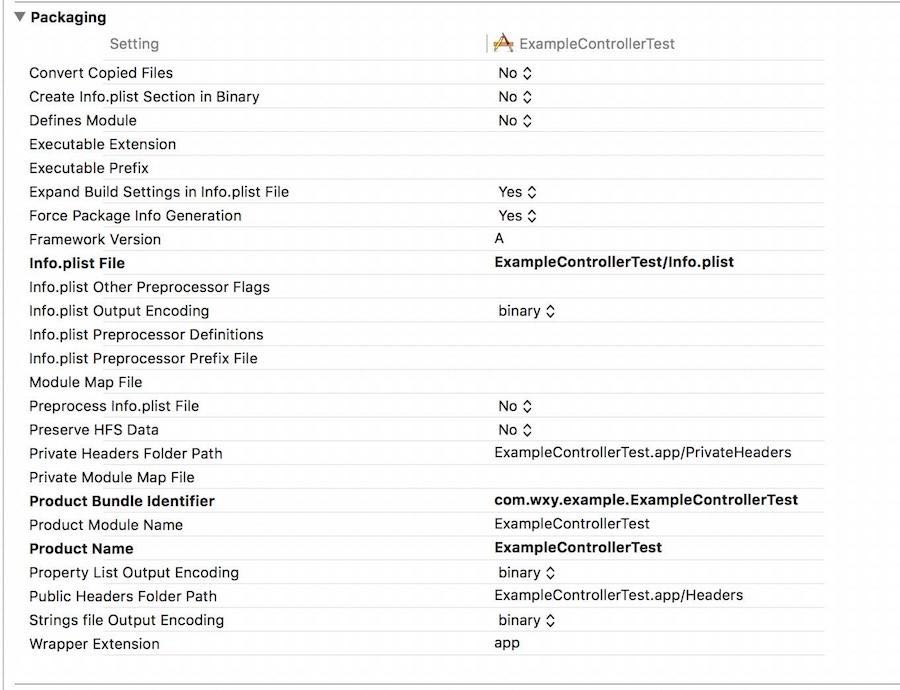 Packaging
Setting ExampleControllerTest
Convert Copied Files No
Create Info.plist Section in Binary No
Defines Module No
Executable Extension
Executable Prefix
Expand Build Settings in Info.plist File Yes
Force Package Info Generation Yes
Framework Version A
Info.plist File ExampleControllerTest/Info.plist
Info.plist Other Preprocessor Flags
Info.plist Output Encoding binary
Info.plist Preprocessor Definitions
Info.plist Preprocessor Prefix File
Module Map File
Preprocess Info.plist File No
Preserve HFS Data No
Private Headers Folder Path ExampleControllerTest.app/PrivateHeaders
Private Module Map File
Product Bundle Identifier com.wxy.example.ExampleControllerTest
Product Module Name ExampleControllerTest
Product Name ExampleControllerTest
Property List Output Encoding binary
Public Headers Folder Path ExampleControllerTest.app/Headers
Strings file Output Encoding binary
Wrapper Extension app